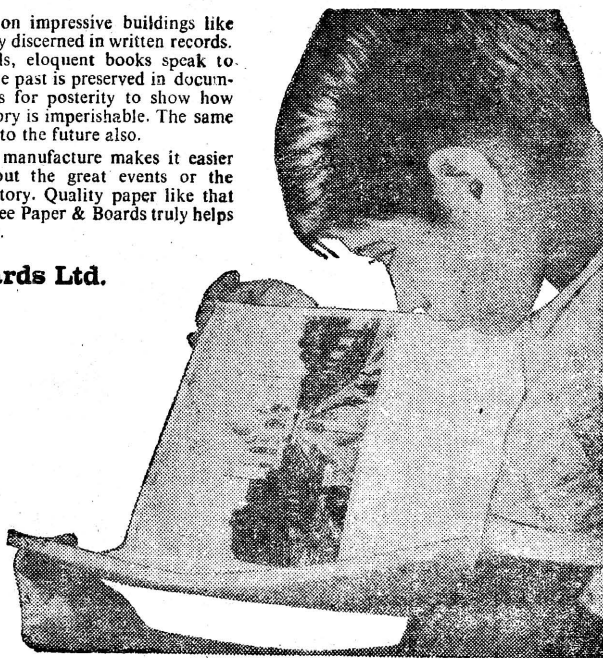 on impressive buildings like
y discerned in written records.
ls, eloquent books speak to
e past is preserved in docum-
s for posterity to show how
ory is imperishable. The same
to the future also.
manufacture makes it easier
out the great events or the
tory. Quality paper like that
ee Paper & Boards truly helps
.
rds Ltd.